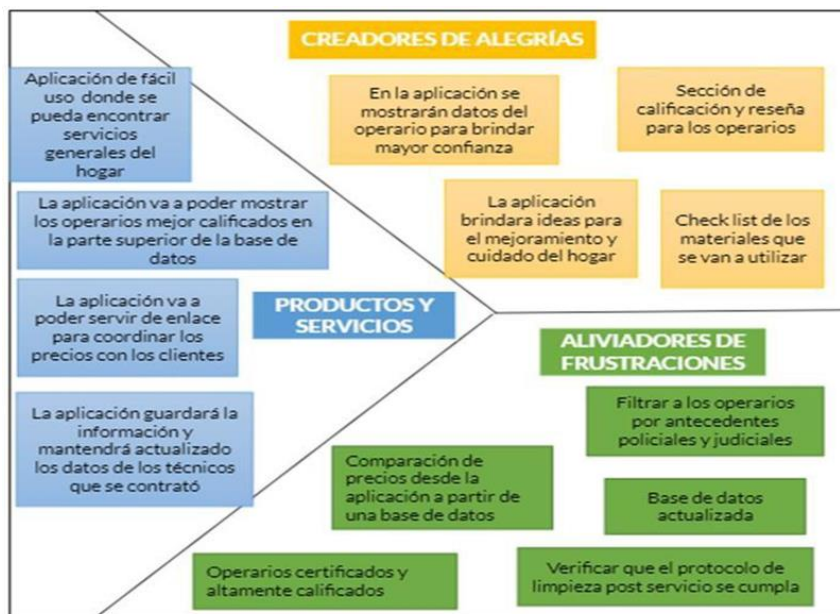 CREADORES DE ALEGRÍAS
Aplicación de fácil
uso donde se
pueda encontrar
servicios
generales del
hogar
En la aplicación se
mostrarán datos del
operario para brindar
mayor confianza
Sección de
calificación y reseña
para los operarios
La aplicación va a poder mostrar
los operarios mejor calificados en
la parte superior de la base de
datos
La aplicación
brindara ideas para
el mejoramiento y
cuidado del hogar
Check list de los
materiales que
se van a utilizar
La aplicación va a
poder servir de enlace
para coordinar los
precios con los clientes
PRODUCTOS Y
SERVICIOS
ALIVIADORES DE
FRUSTRACIONES
La aplicación guardará la
información y
mantendrá actualizado
los datos de los técnicos
que se contrató
Filtrar a los operarios
por antecedentes
policiales y judiciales
Comparación de
precios desde la
aplicación a partir de
una base de datos
Base de datos
actualizada
Operarios certificados y
altamente calificados
Verificar que el protocolo de
limpieza post servicio se cumpla